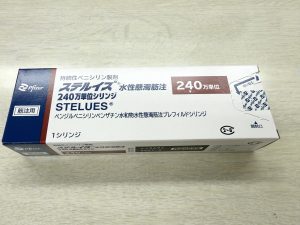 Pfizer
持続性ペニシリン製剤
ステルイズ®水性懸濁筋注
240万単位シリンジ
STELUES®
ベンジルペニシリンベンザチン水和物水性懸濁筋注プレフィルドシリンジ
筋注用
1シリンジ
240万単位